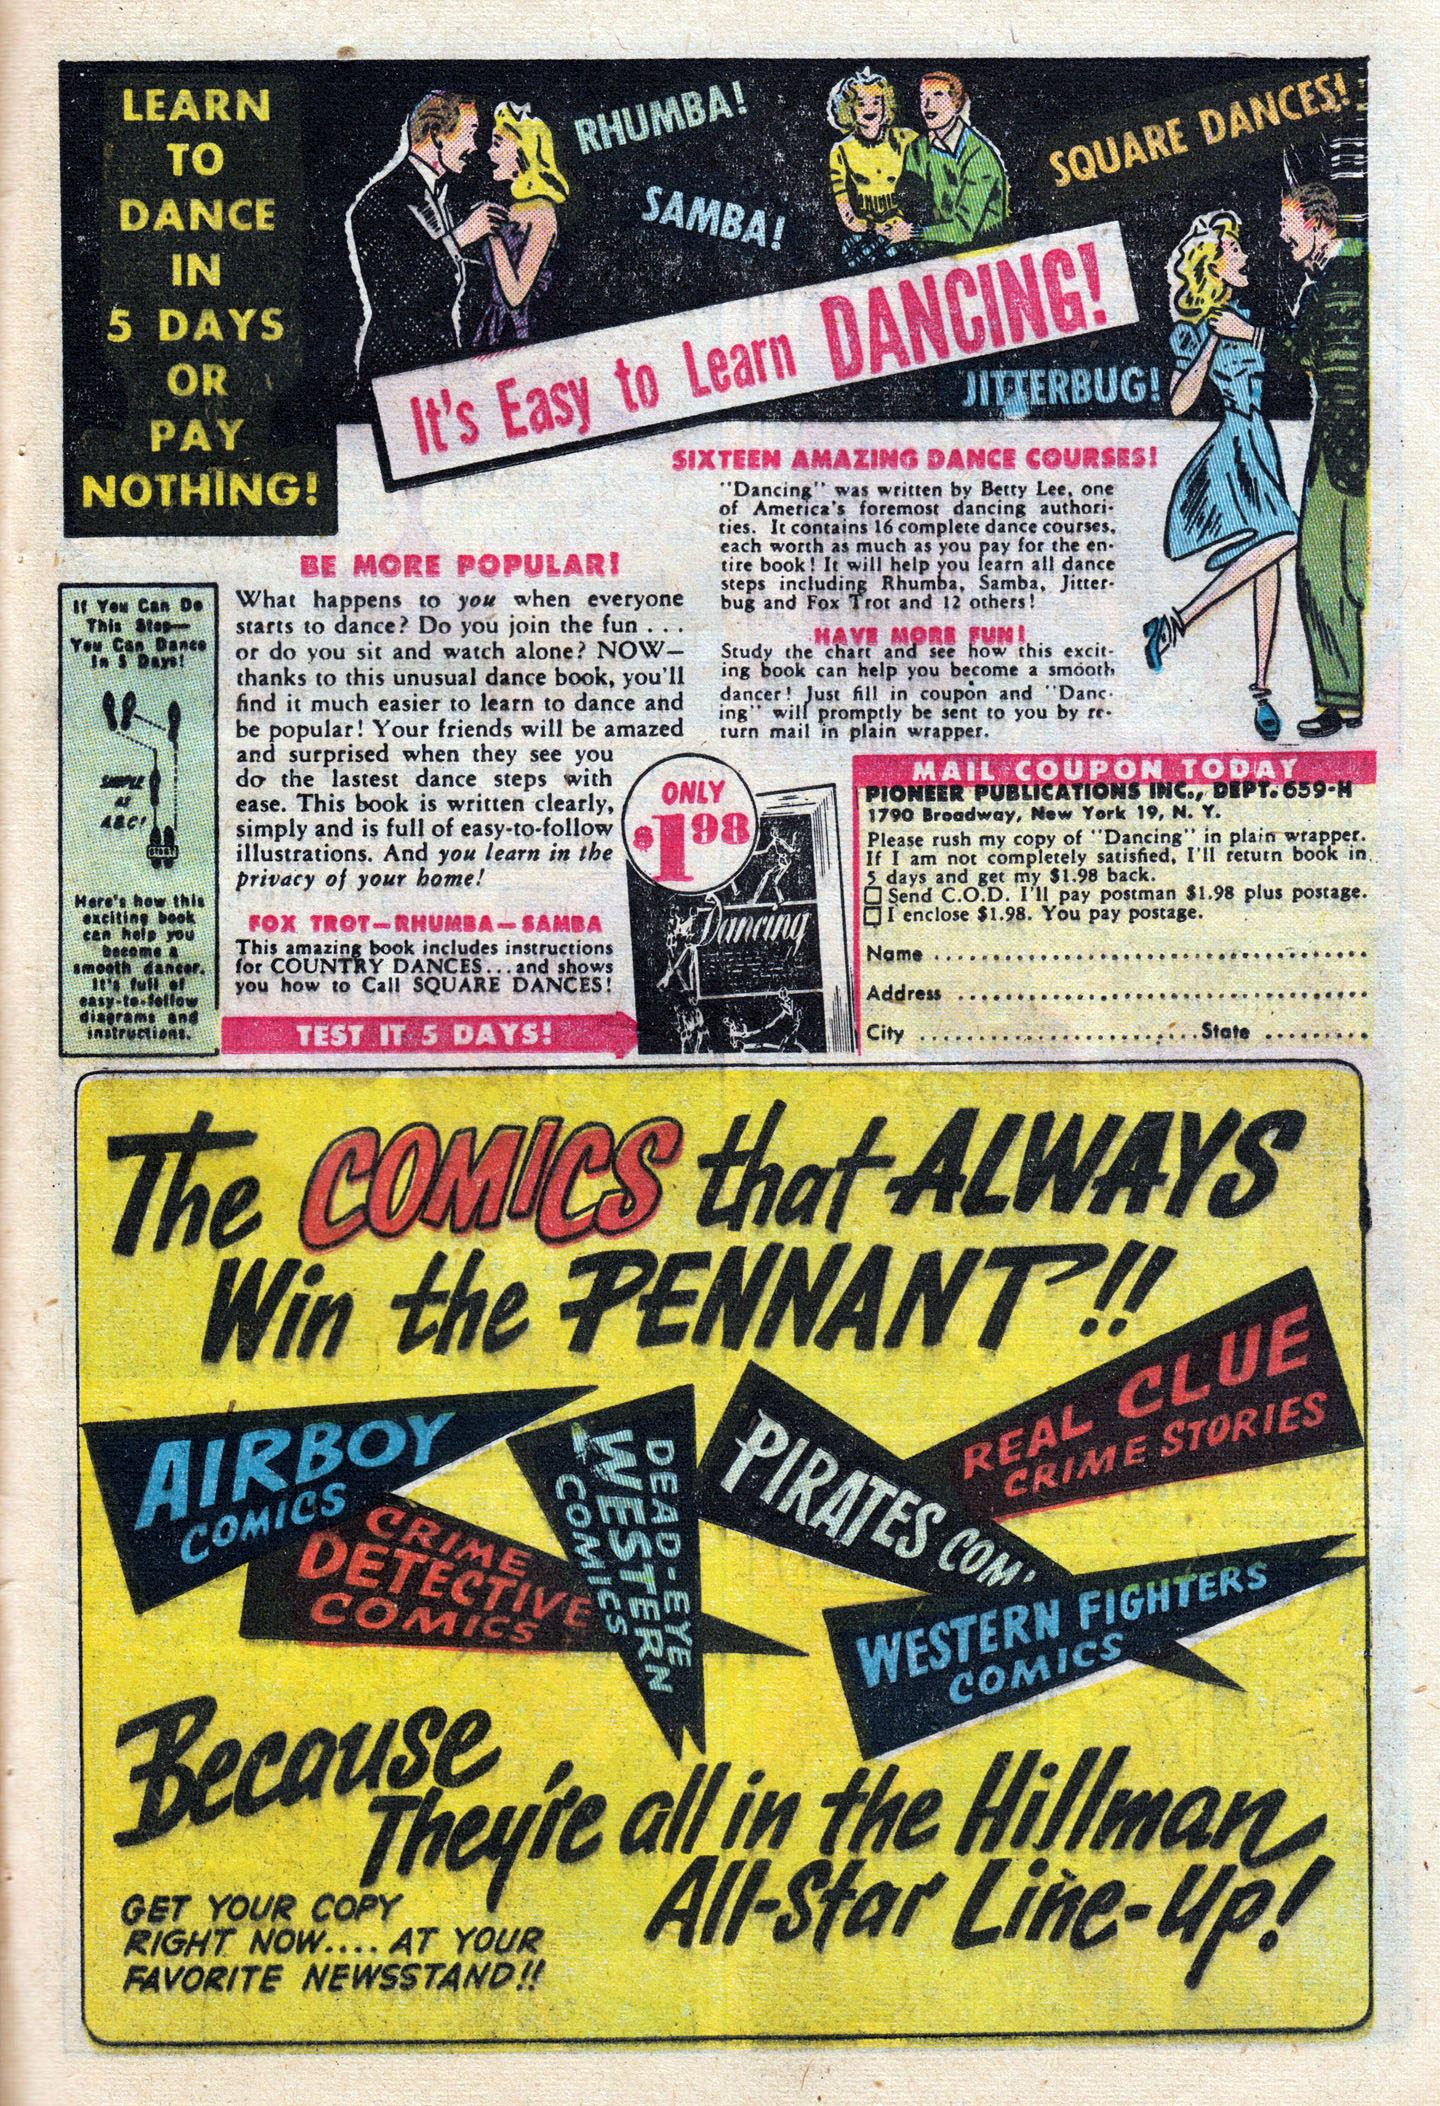 LEARN
TO
DANCE
IN
5 DAYS
OR
PAY
NOTHING!
RHUMBA!
SAMBA!
SQUARE DANCES!
JITTERBUG!
It's Easy to Learn DANCING!
SIXTEEN AMAZING DANCE COURSES!
"Dancing" was written by Betty Lee, one
of America's foremost dancing authori-
ties. It contains 16 complete dance courses,
each worth as much as you pay for the en-
tire book! It will help you learn all dance
steps including Rhumba, Samba, Jitter-
bug and Fox Trot and 12 others!
HAVE MORE FUN!
Study the chart and see how this excit-
ing book can help you become a smooth
dancer! Just fill in coupon and "Danc-
ing" will promptly be sent to you by re-
turn mail in plain wrapper.
BE MORE POPULAR!
What happens to you when everyone
starts to dance? Do you join the fun . . .
or do you sit and watch alone? NOW—
thanks to this unusual dance book, you'll
find it much easier to learn to dance and
be popular! Your friends will be amazed
and surprised when they see you
do the lastest dance steps with
ease. This book is written clearly,
simply and is full of easy-to-follow
illustrations. And you learn in the
privacy of your home!
FOX TROT—RHUMBA—SAMBA
This amazing book includes instructions
for COUNTRY DANCES...and shows
you how to Call SQUARE DANCES!
TEST IT 5 DAYS!
If You Can Do
This Step—
You Can Dance
In 5 Days!
SIMPLE
AS
A.B.C!
START
Here's how this
exciting book
can help you
become a
smooth dancer.
It's full of
easy-to-follow
diagrams and
instructions.
ONLY
$1.98
Dancing
MAIL COUPON TODAY
PIONEER PUBLICATIONS INC., DEPT. 659-H
1790 Broadway, New York 19, N. Y.
Please rush my copy of "Dancing" in plain wrapper.
If I am not completely satisfied, I'll return book in
5 days and get my $1.98 back.
☐ Send C.O.D. I'll pay postman $1.98 plus postage.
☐ I enclose $1.98. You pay postage.
Name ....................................
Address ..................................
City ..........................State .........
The COMICS that ALWAYS
Win the PENNANT!!
AIRBOY
COMICS
CRIME
DETECTIVE
COMICS
DEAD-EYE
WESTERN
COMICS
PIRATES COMI
REAL CLUE
CRIME STORIES
WESTERN FIGHTERS
COMICS
Because
They're all in the Hillman
All-Star Line-Up!
GET YOUR COPY
RIGHT NOW.... AT YOUR
FAVORITE NEWSSTAND!!